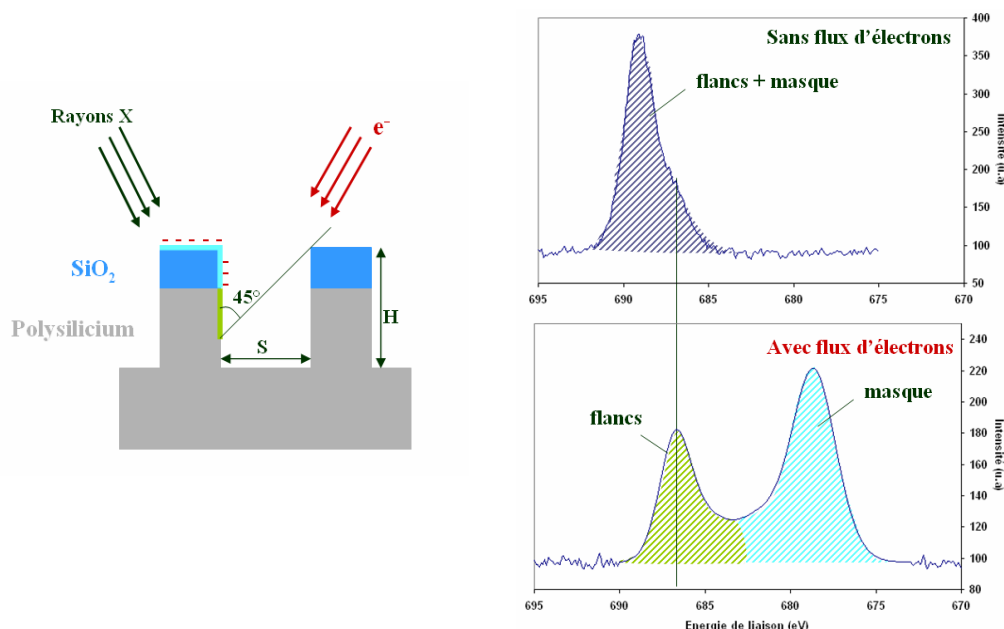 Rayons X
e-
SiO2
Polysilicium
45°
S
H
Sans flux d'électrons
flancs + masque
400
350
300
250
200
150
100
50
Intensité (u.a)
695
690
685
680
675
670
Avec flux d'électrons
flancs
masque
240
220
200
180
160
140
120
100
80
Intensité (u.a)
695
690
685
680
675
670
Energie de liaison (eV)